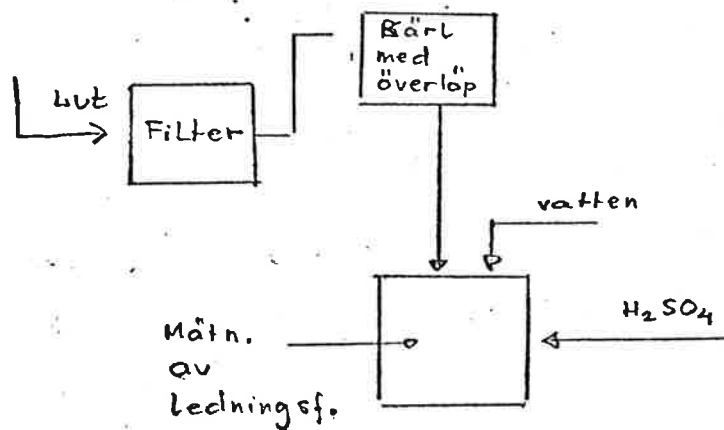 Lut
Filter
Kärl
med
överlöp
vatten
H₂SO₄
Mätn.
av
ledningsf.